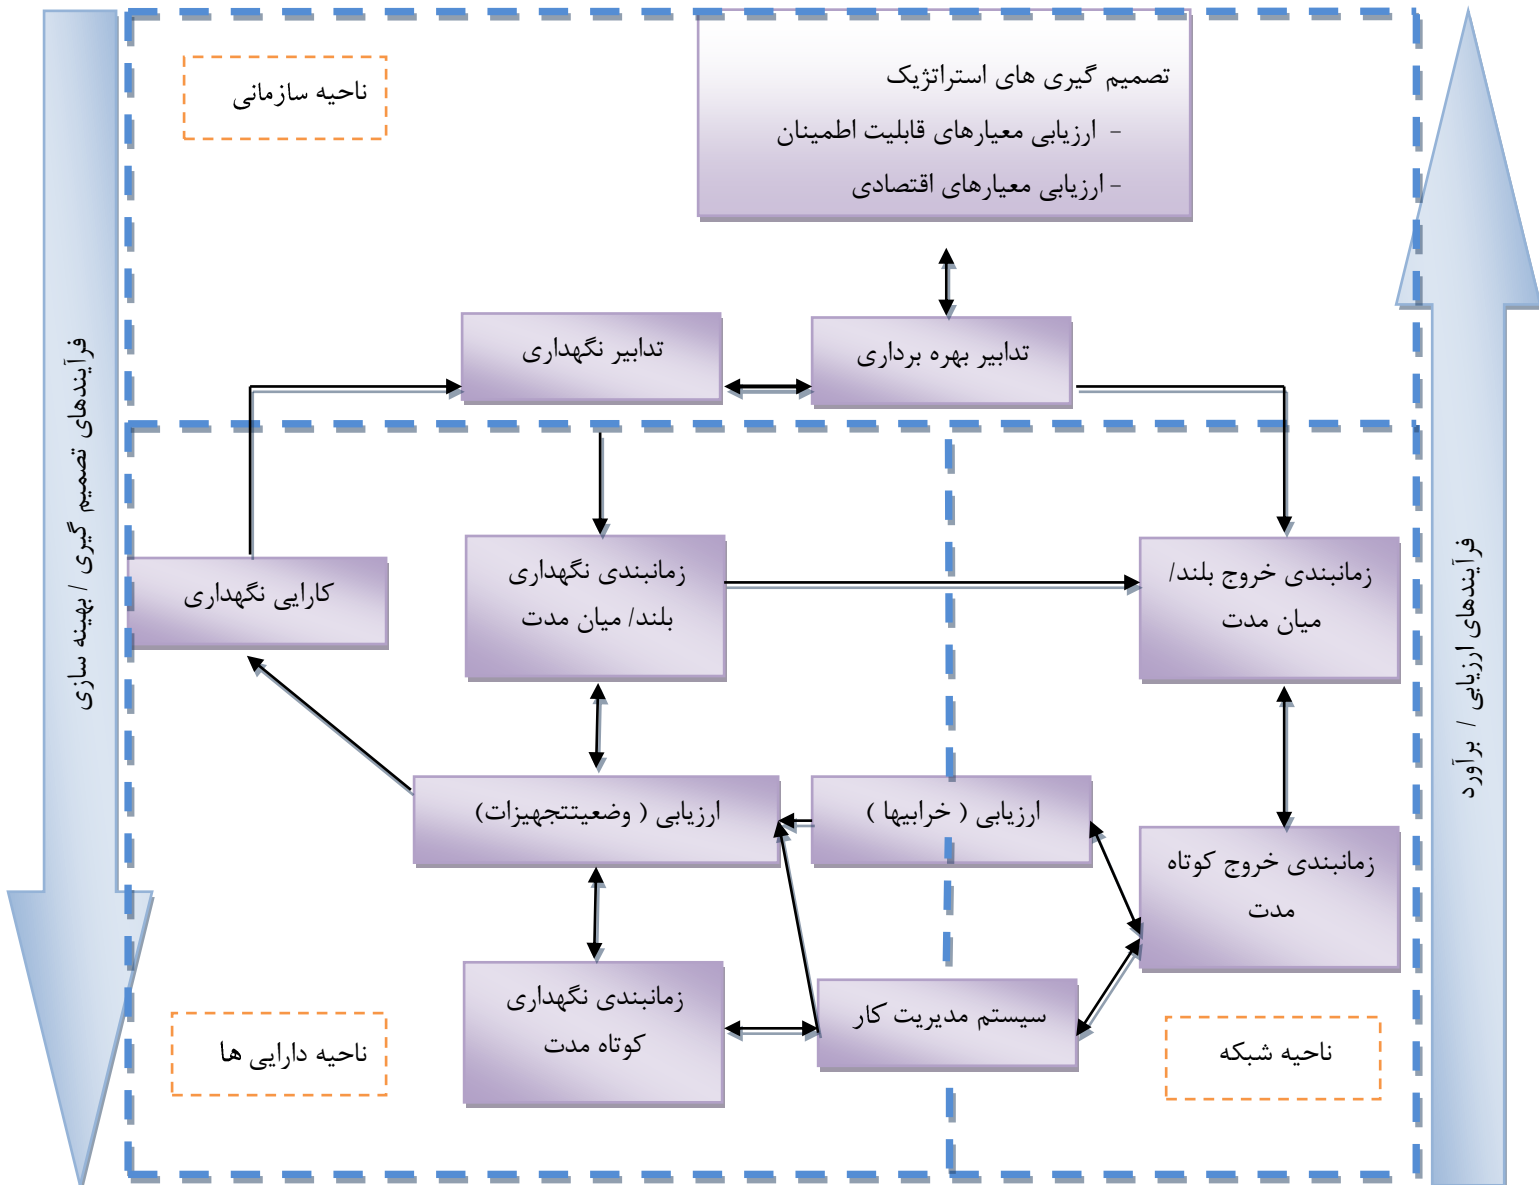 ناحیه سازمانی
تصمیم گیری های استراتژیک
- ارزیابی معیارهای قابلیت اطمینان
- ارزیابی معیارهای اقتصادی
تدابیر نگهداری
تدابیر بهره برداری
فرآیندهای تصمیم گیری / بهینه سازی
فرآیندهای ارزیابی / برآورد
کارایی نگهداری
زمانبندی نگهداری
بلند/ میان مدت
زمانبندی خروج بلند/
میان مدت
ارزیابی ( وضعیتتجهیزات)
ارزیابی ( خرابیها )
زمانبندی خروج کوتاه
مدت
زمانبندی نگهداری
کوتاه مدت
سیستم مدیریت کار
ناحیه دارایی ها
ناحیه شبکه